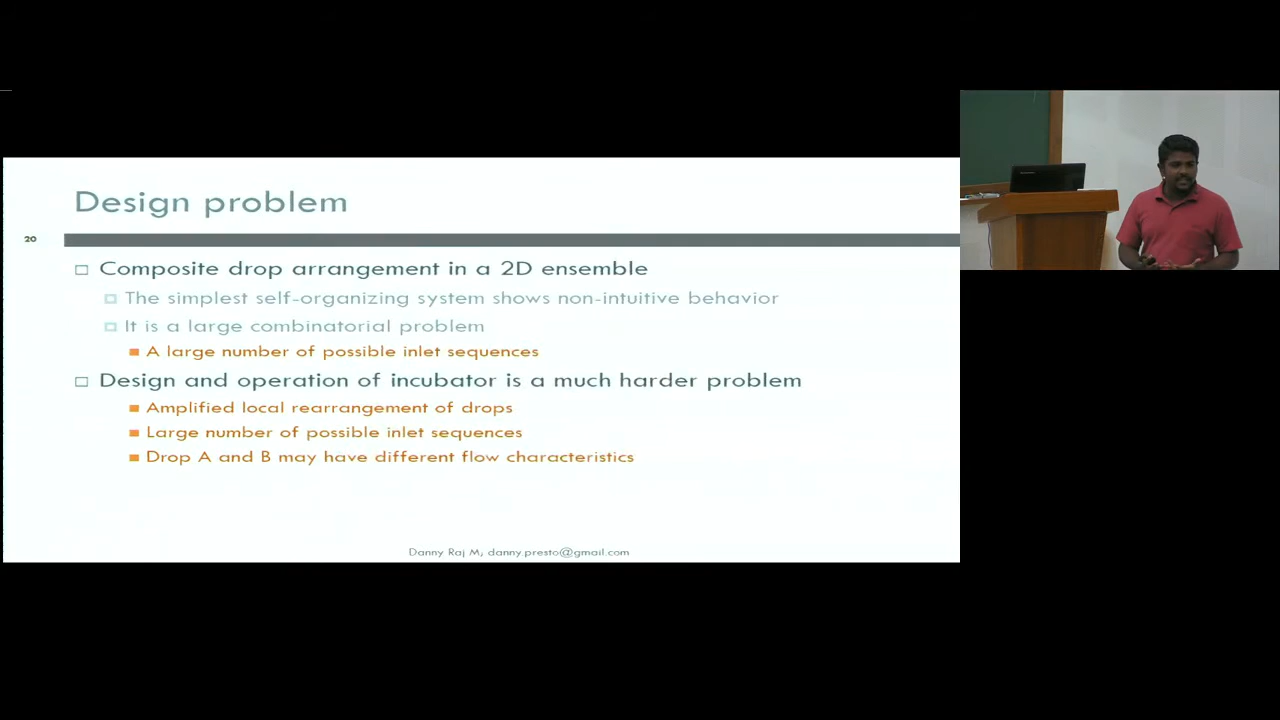 Design problem
20
Composite drop arrangement in a 2D ensemble
The simplest self-organizing system shows non-intuitive behavior
It is a large combinatorial problem
A large number of possible inlet sequences
Design and operation of incubator is a much harder problem
Amplified local rearrangement of drops
Large number of possible inlet sequences
Drop A and B may have different flow characteristics
Danny Raj M, danny.presto@gmail.com